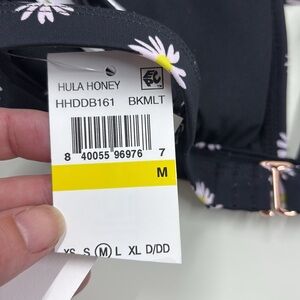 HULA HONEY
HHDDB161 BKMLT
8 40055 96976 7
M
XS S M L XL D/DD